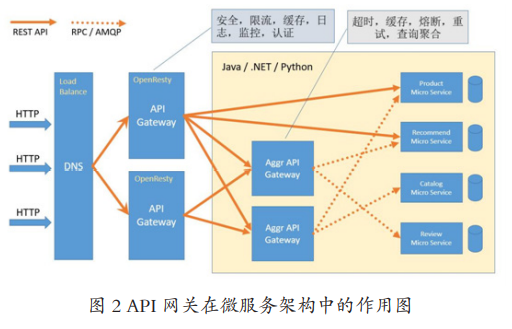 REST API
RPC / AMQP
安全，限流，缓存，日
志，监控，认证
超时，缓存，熔断，重
试，查询聚合
Java / .NET / Python
Load
Balance
DNS
HTTP
HTTP
HTTP
OpenResty
API
Gateway
OpenResty
API
Gateway
Aggr API
Gateway
Aggr API
Gateway
Product
Micro Service
Recommend
Micro Service
Catalog
Micro Service
Review
Micro Service
图 2 API 网关在微服务架构中的作用图